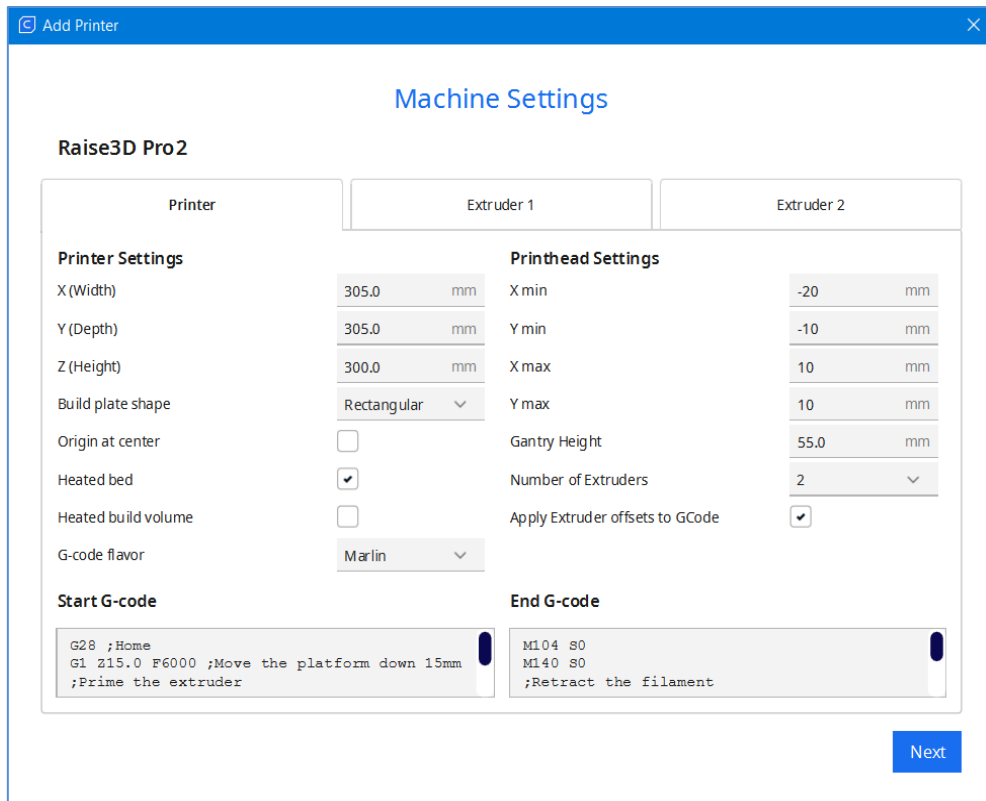 Add Printer
Machine Settings
Raise3D Pro2
Printer
Extruder 1
Extruder 2
Printer Settings
X (Width)
305.0 mm
Y (Depth)
305.0 mm
Z (Height)
300.0 mm
Build plate shape
Rectangular
Origin at center
Heated bed
Heated build volume
G-code flavor
Marlin
Printhead Settings
X min
-20 mm
Y min
-10 mm
X max
10 mm
Y max
10 mm
Gantry Height
55.0 mm
Number of Extruders
2
Apply Extruder offsets to GCode
Start G-code
G28 ;Home
G1 Z15.0 F6000 ;Move the platform down 15mm
;Prime the extruder
End G-code
M104 S0
M140 S0
;Retract the filament
Next